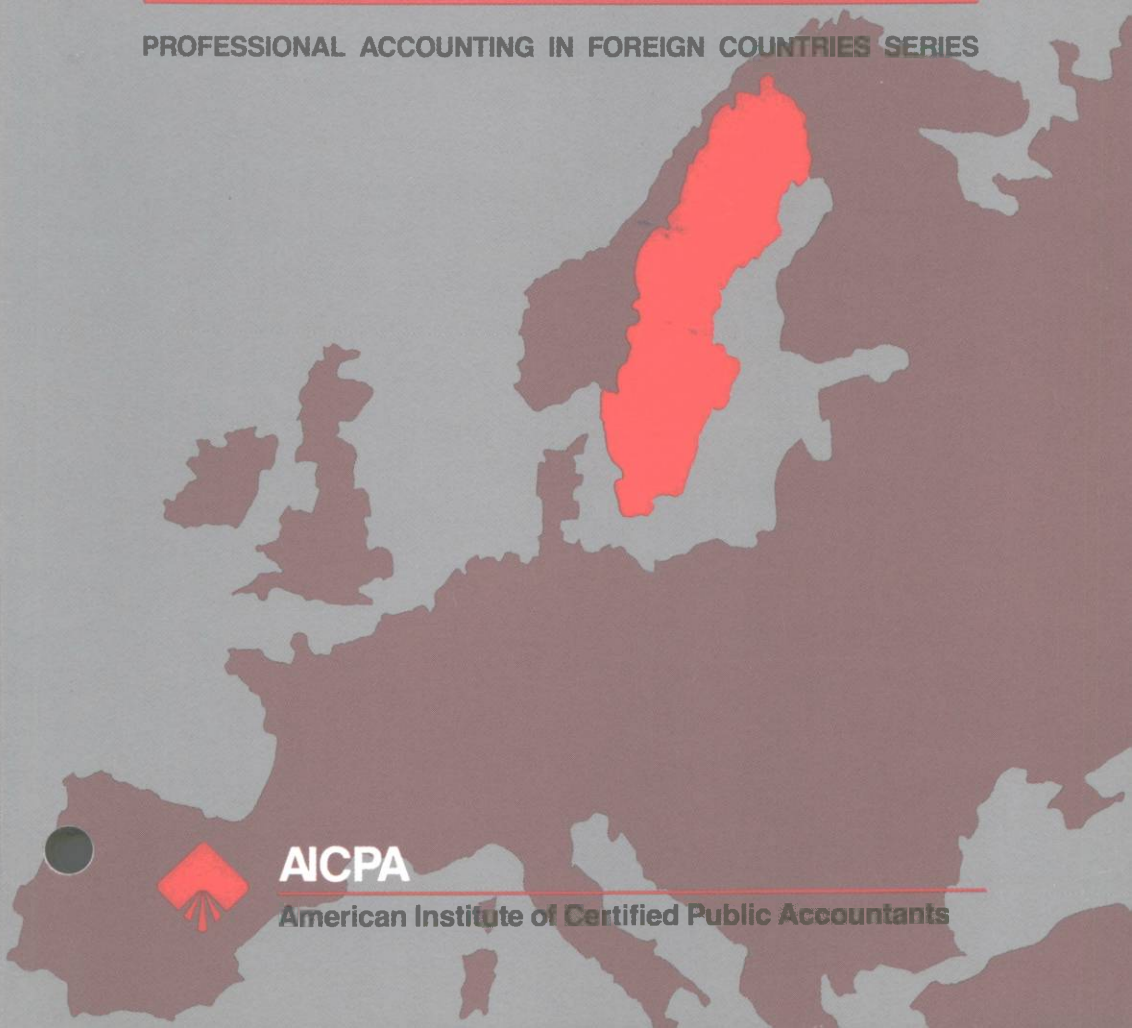 PROFESSIONAL ACCOUNTING IN FOREIGN COUNTRIES SERIES
AICPA
American Institute of Certified Public Accountants